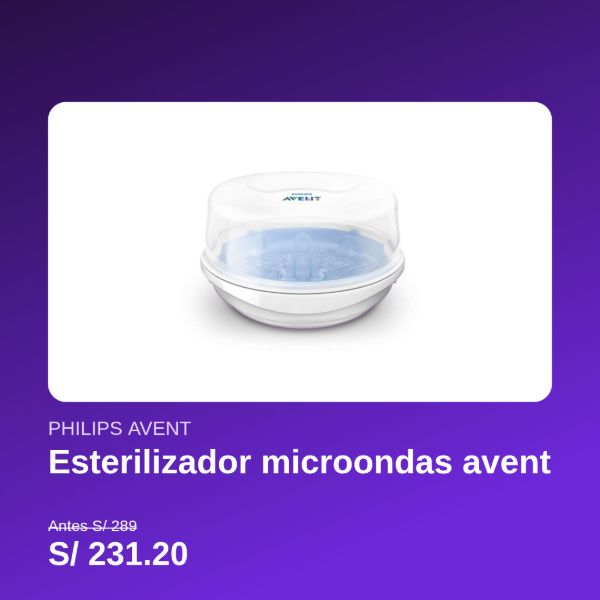 PHILIPS
AVENT
PHILIPS AVENT
Esterilizador microondas avent
Antes S/ 289
S/ 231.20